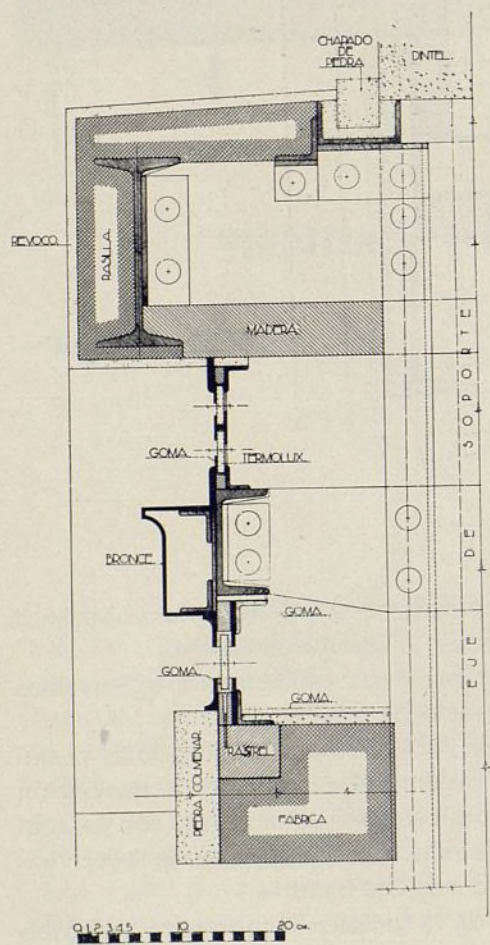 CHAPADO
DE
PIEDRA
DINTEL
REVOCO
RASILLA
MADERA
GOMA
TERMOLUX
BRONCE
GOMA
GOMA
GOMA
RASTREL
PIEDRA COLMENAR
FABRICA
EJE DE SOPORTE
0 1 2 3 4 5 10 20 cm.